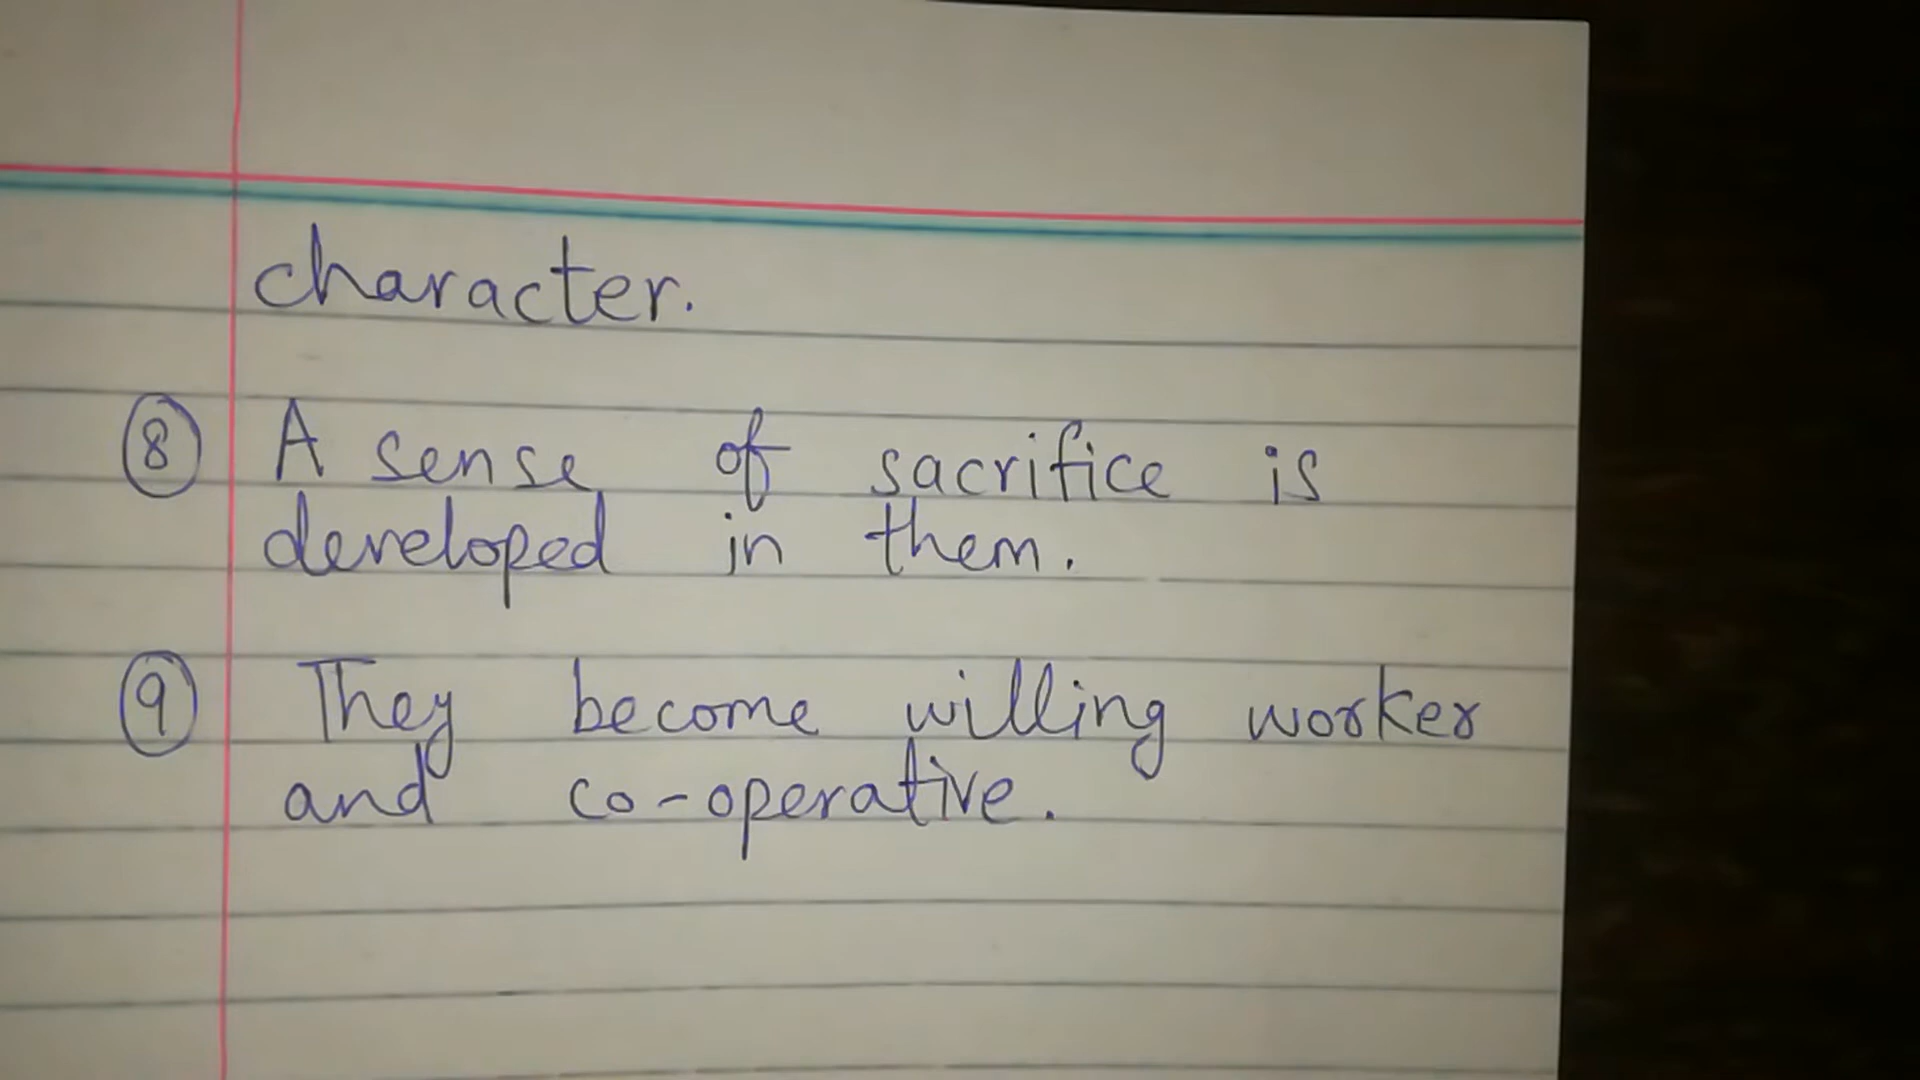 character.
⑧ A sense of sacrifice is
developed in them.
⑨ They become willing worker
and co-operative.